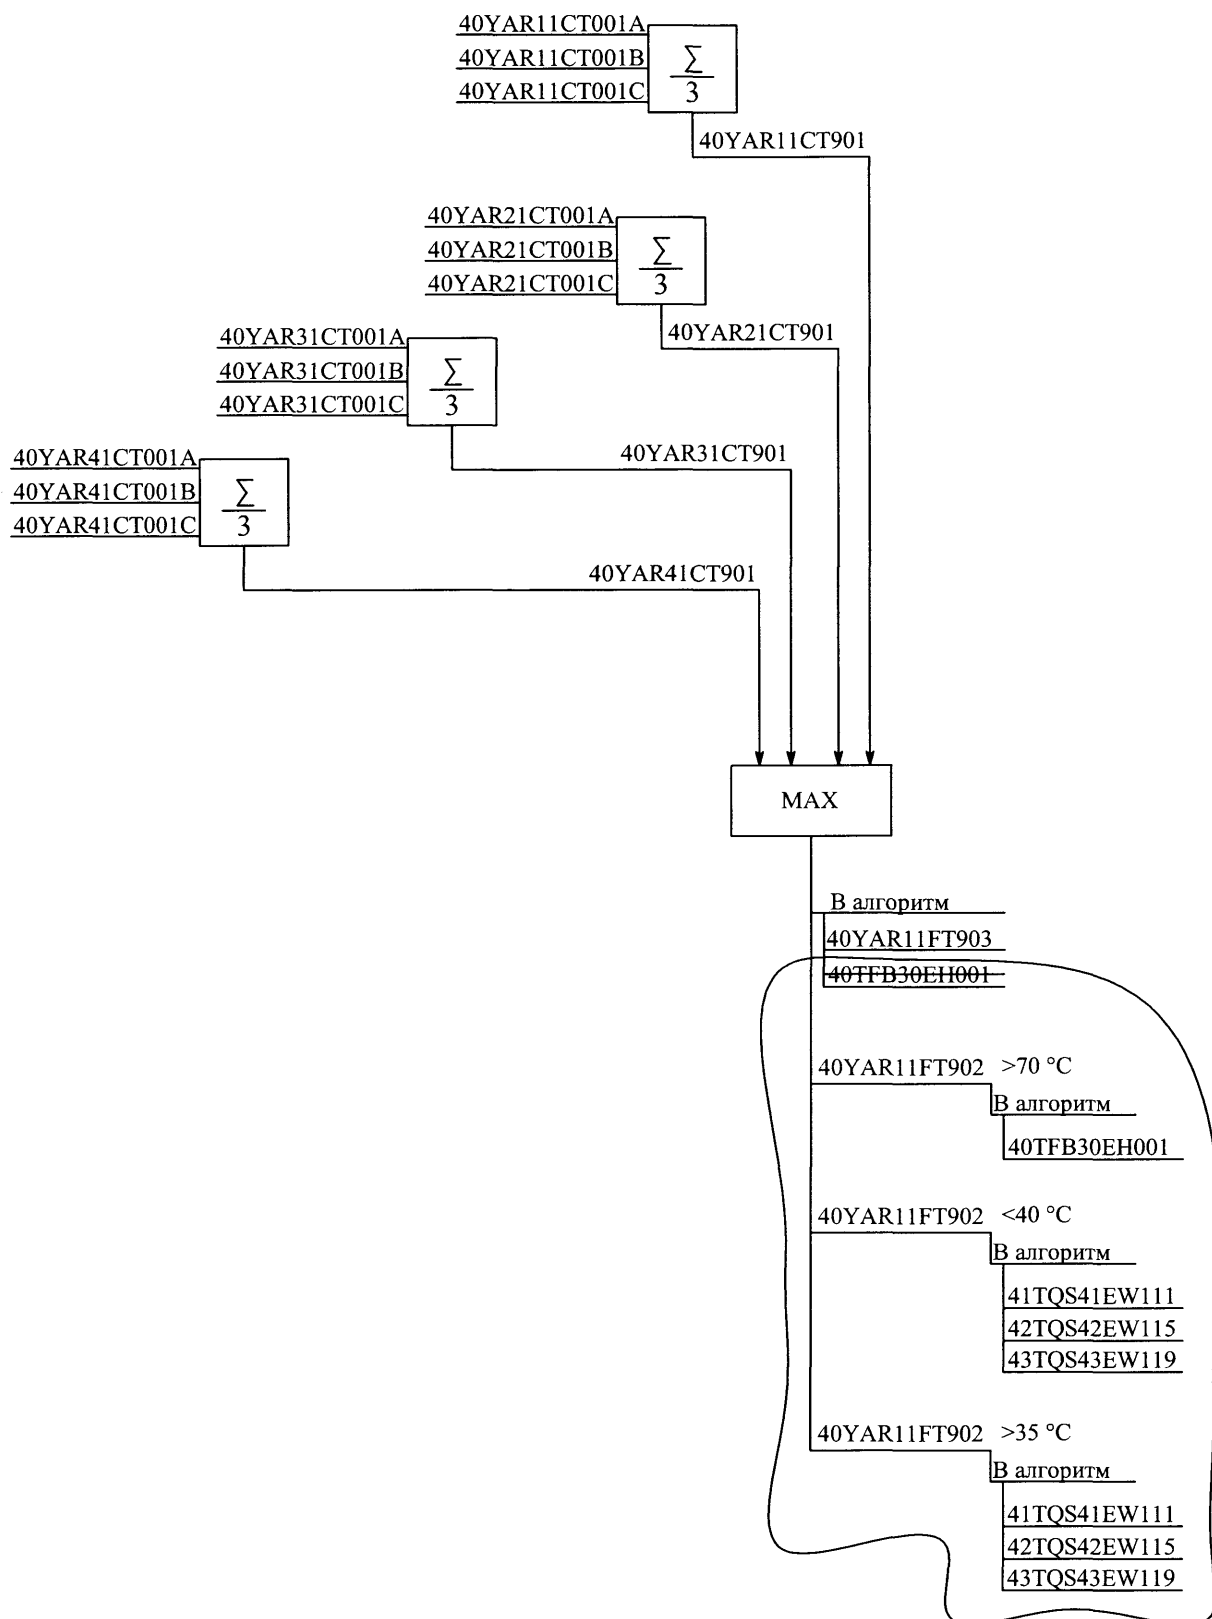 40YAR11CT001A
40YAR11CT001B
40YAR11CT001C
∑
3
40YAR11CT901
40YAR21CT001A
40YAR21CT001B
40YAR21CT001C
∑
3
40YAR21CT901
40YAR31CT001A
40YAR31CT001B
40YAR31CT001C
∑
3
40YAR31CT901
40YAR41CT001A
40YAR41CT001B
40YAR41CT001C
∑
3
40YAR41CT901
MAX
В алгоритм
40YAR11FT903
40TFB30EH001
40YAR11FT902 >70 °C
В алгоритм
40TFB30EH001
40YAR11FT902 <40 °C
В алгоритм
41TQS41EW111
42TQS42EW115
43TQS43EW119
40YAR11FT902 >35 °C
В алгоритм
41TQS41EW111
42TQS42EW115
43TQS43EW119